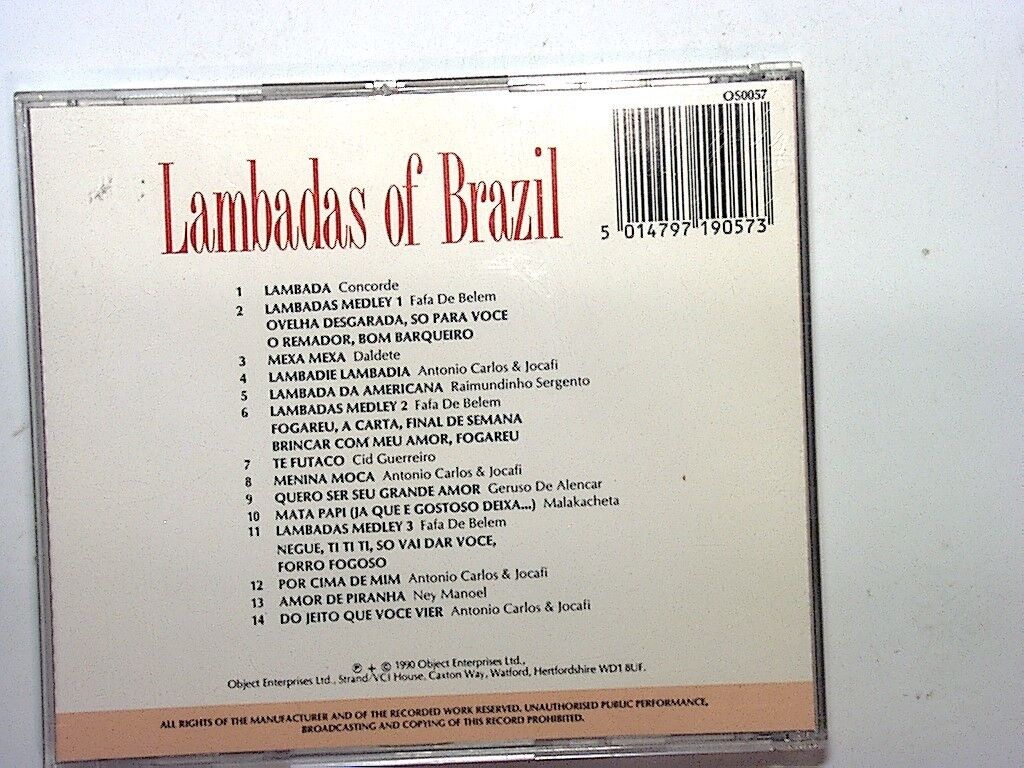 OS0057
5 014797 190573
Lambadas of Brazil
1 LAMBADA Concorde
2 LAMBADAS MEDLEY 1 Fafa De Belem
OVELHA DESGARADA, SO PARA VOCE
O REMADOR, BOM BARQUEIRO
3 MEXA MEXA Daldete
4 LAMBADIE LAMBADIA Antonio Carlos & Jocafi
5 LAMBADA DA AMERICANA Raimundinho Sergento
6 LAMBADAS MEDLEY 2 Fafa De Belem
FOGAREU, A CARTA, FINAL DE SEMANA
BRINCAR COM MEU AMOR, FOGAREU
7 TE FUTACO Cid Guerreiro
8 MENINA MOCA Antonio Carlos & Jocafi
9 QUERO SER SEU GRANDE AMOR Geruso De Alencar
10 MATA PAPI (JA QUE E GOSTOSO DEIXA...) Malakacheta
11 LAMBADAS MEDLEY 3 Fafa De Belem
NEGUE, TI TI TI, SO VAI DAR VOCE,
FORRO FOGOSO
12 POR CIMA DE MIM Antonio Carlos & Jocafi
13 AMOR DE PIRANHA Ney Manoel
14 DO JEITO QUE VOCE VIER Antonio Carlos & Jocafi
℗ + © 1990 Object Enterprises Ltd.,
Object Enterprises Ltd., Strand/VCI House, Caxton Way, Watford, Hertfordshire WD1 8UF.
ALL RIGHTS OF THE MANUFACTURER AND OF THE RECORDED WORK RESERVED. UNAUTHORISED PUBLIC PERFORMANCE,
BROADCASTING AND COPYING OF THIS RECORD PROHIBITED.